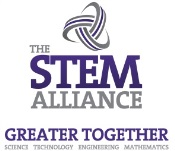 THE
STEM
ALLIANCE
GREATER TOGETHER
SCIENCE TECHNOLOGY ENGINEERING MATHEMATICS